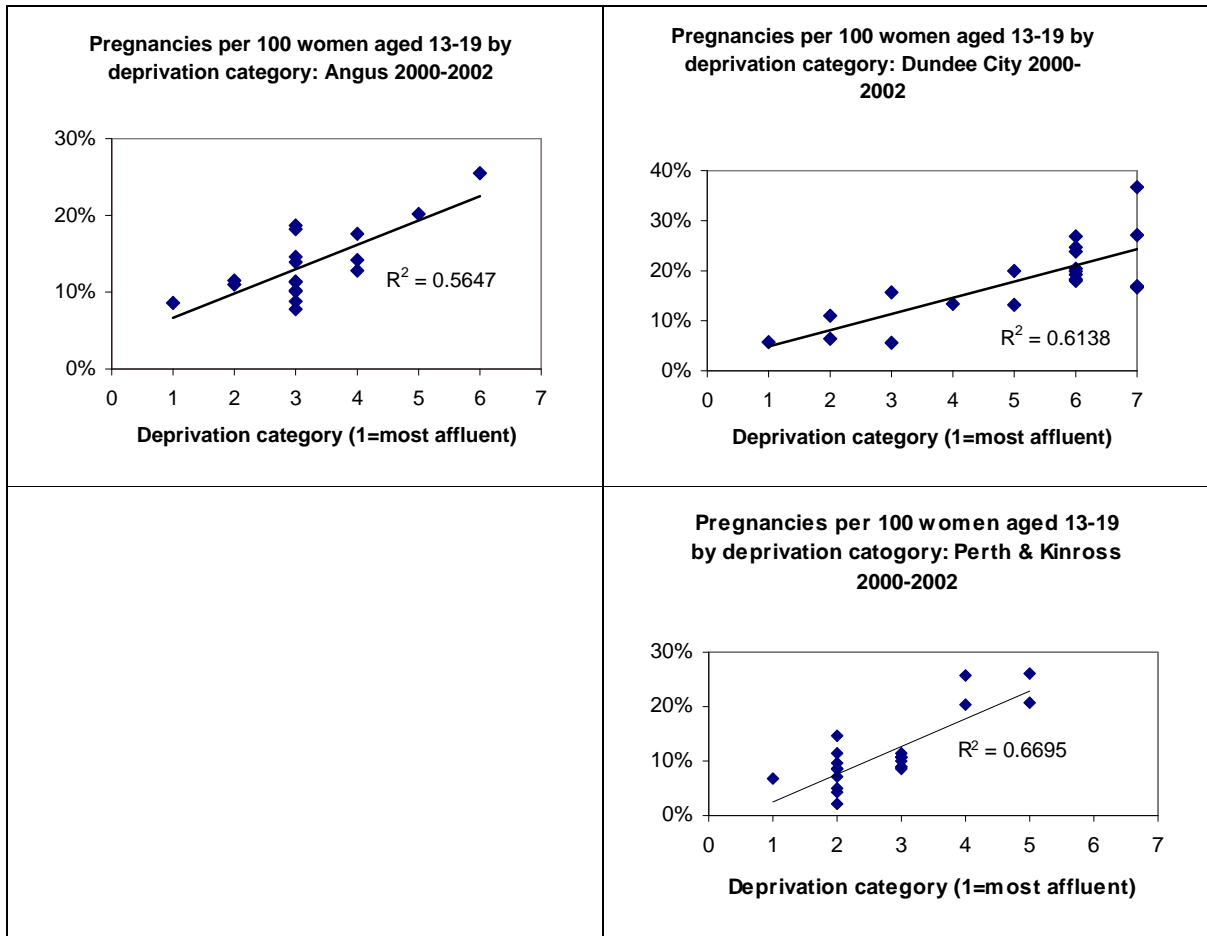 Pregnancies per 100 women aged 13-19 by
deprivation category: Angus 2000-2002
30%
20%
10%
0%
R² = 0.5647
0 1 2 3 4 5 6 7
Deprivation category (1=most affluent)
Pregnancies per 100 women aged 13-19 by
deprivation category: Dundee City 2000-
2002
40%
30%
20%
10%
0%
R² = 0.6138
0 1 2 3 4 5 6 7
Deprivation category (1=most affluent)
Pregnancies per 100 women aged 13-19
by deprivation catogory: Perth & Kinross
2000-2002
30%
20%
10%
0%
R² = 0.6695
0 1 2 3 4 5 6 7
Deprivation category (1=most affluent)